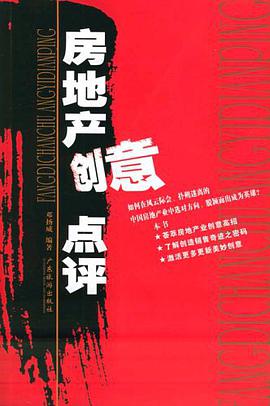 房地产创意点评
FANGDICHANCHUANGYIDIANPING
如何在风云际会、扑朔迷离的
中国房地产业中选对方向、脱颖而出成为英雄?
本书
★荟萃房地产业创意高招
★了解创造销售奇迹之密码
★激活更多更新美妙创意
邓扬威 编著
广东旅游出版社